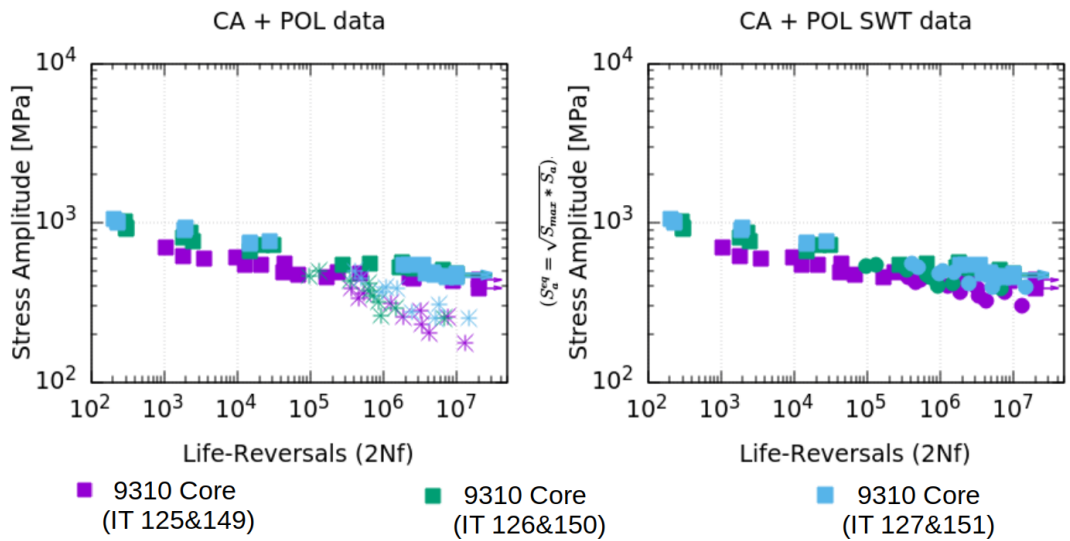 CA + POL data
10^4
10^3
10^2
Stress Amplitude [MPa]
10^2 10^3 10^4 10^5 10^6 10^7
Life-Reversals (2Nf)
CA + POL SWT data
10^4
10^3
10^2
(S_a^{eq} = √S_{max} * S_a).
Stress Amplitude [MPa]
10^2 10^3 10^4 10^5 10^6 10^7
Life-Reversals (2Nf)
9310 Core
(IT 125&149)
9310 Core
(IT 126&150)
9310 Core
(IT 127&151)